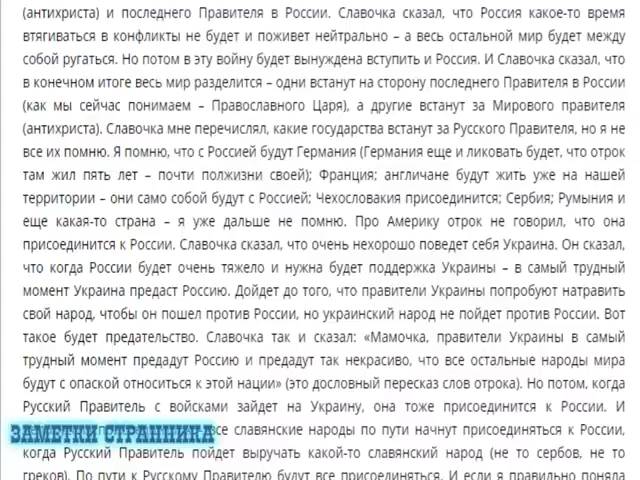 (антихриста) и последнего Правителя в России. Славочка сказал, что Россия какое-то время
втягиваться в конфликты не будет и поживет нейтрально – а весь остальной мир будет между
собой ругаться. Но потом в эту войну будет вынуждена вступить и Россия. И Славочка сказал, что
в конечном итоге весь мир разделится – одни встанут на сторону последнего Правителя в России
(как мы сейчас понимаем – Православного Царя), а другие встанут за Мирового правителя
(антихриста). Славочка мне перечислял, какие государства встанут за Русского Правителя, но я не
все их помню. Я помню, что с Россией будут Германия (Германия еще и ликовать будет, что отрок
там жил пять лет – почти полжизни своей); Франция; англичане будут жить уже на нашей
территории – они само собой будут с Россией; Чехословакия присоединится; Сербия; Румыния и
еще какая-то страна – я уже дальше не помню. Про Америку отрок не говорил, что она
присоединится к России. Славочка сказал, что очень нехорошо поведет себя Украина. Он сказал,
что когда России будет очень тяжело и нужна будет поддержка Украины – в самый трудный
момент Украина предаст Россию. Дойдет до того, что правители Украины попробуют натравить
свой народ, чтобы он пошел против России, но украинский народ не пойдет против России. Вот
такое будет предательство. Славочка так и сказал: «Мамочка, правители Украины в самый
трудный момент предадут Россию и предадут так некрасиво, что все остальные народы мира
будут с опаской относиться к этой нации» (это дословный пересказ слов отрока). Но потом, когда
Русский Правитель с войсками зайдет на Украину, она тоже присоединится к России. И
все славянские народы по пути начнут присоединяться к России,
ЗАМЕТКИ СТРАННИКА
когда Русский Правитель пойдет выручать какой-то славянский народ (не то сербов, не то
греков). По пути к Русскому Правителю будут все присоединяться. И если я правильно поняла